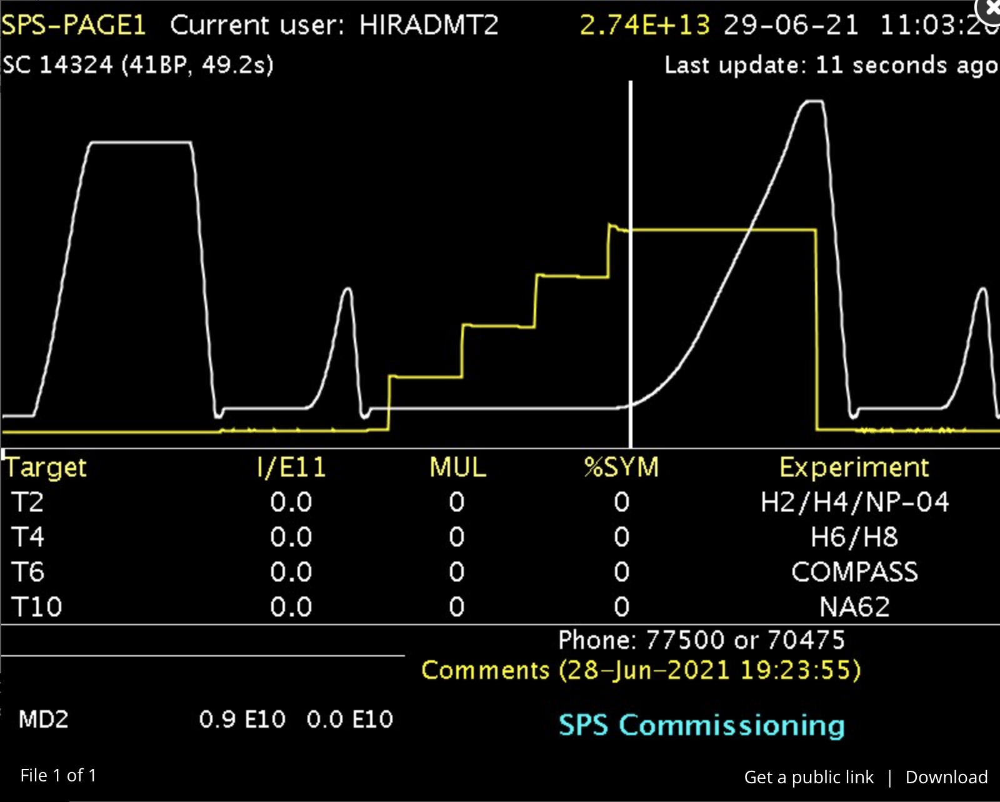 SPS-PAGE1 Current user: HIRADMT2 2.74E+13 29-06-21 11:03:20
SC 14324 (41BP, 49.2s) Last update: 11 seconds ago
Target I/E11 MUL %SYM Experiment
T2 0.0 0 0 H2/H4/NP-04
T4 0.0 0 0 H6/H8
T6 0.0 0 0 COMPASS
T10 0.0 0 0 NA62
Phone: 77500 or 70475
Comments (28-Jun-2021 19:23:55)
MD2 0.9 E10 0.0 E10 SPS Commissioning
File 1 of 1 Get a public link | Download